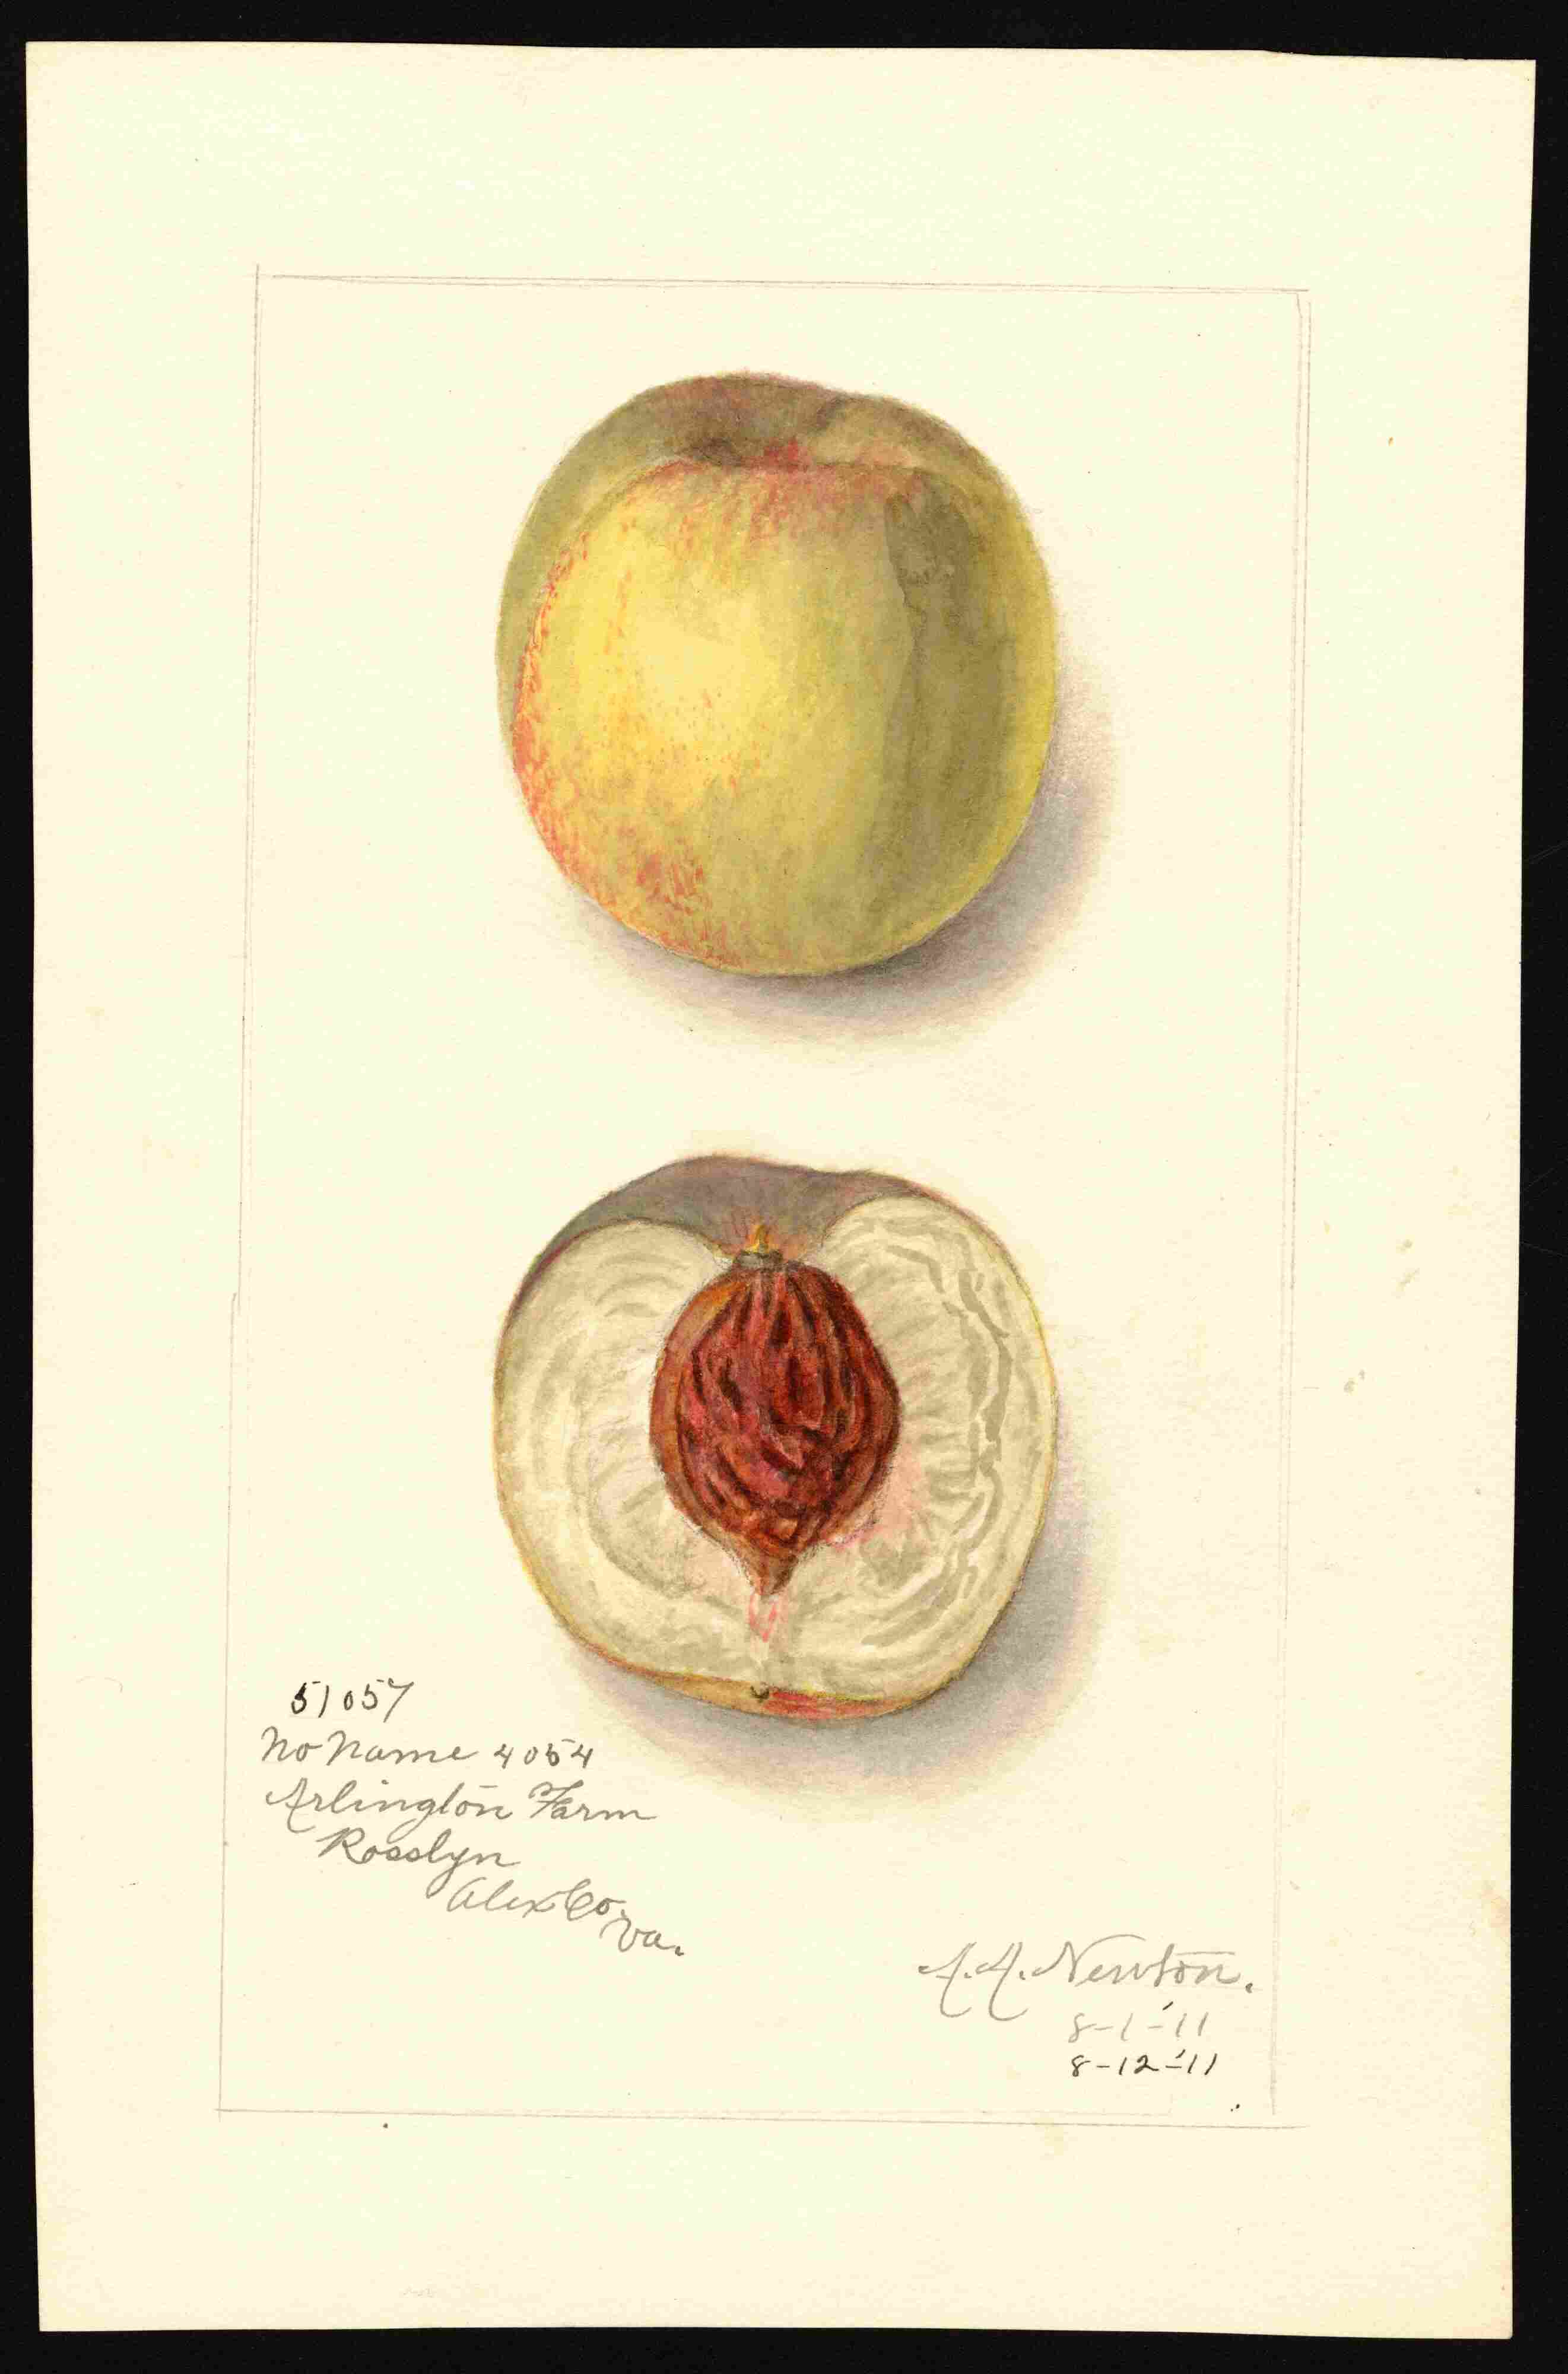 51057
No Name 4054
Arlington Farm
Rosslyn
Alex Co.
Va.
A.A. Newton.
8-1-'11
8-12-'11